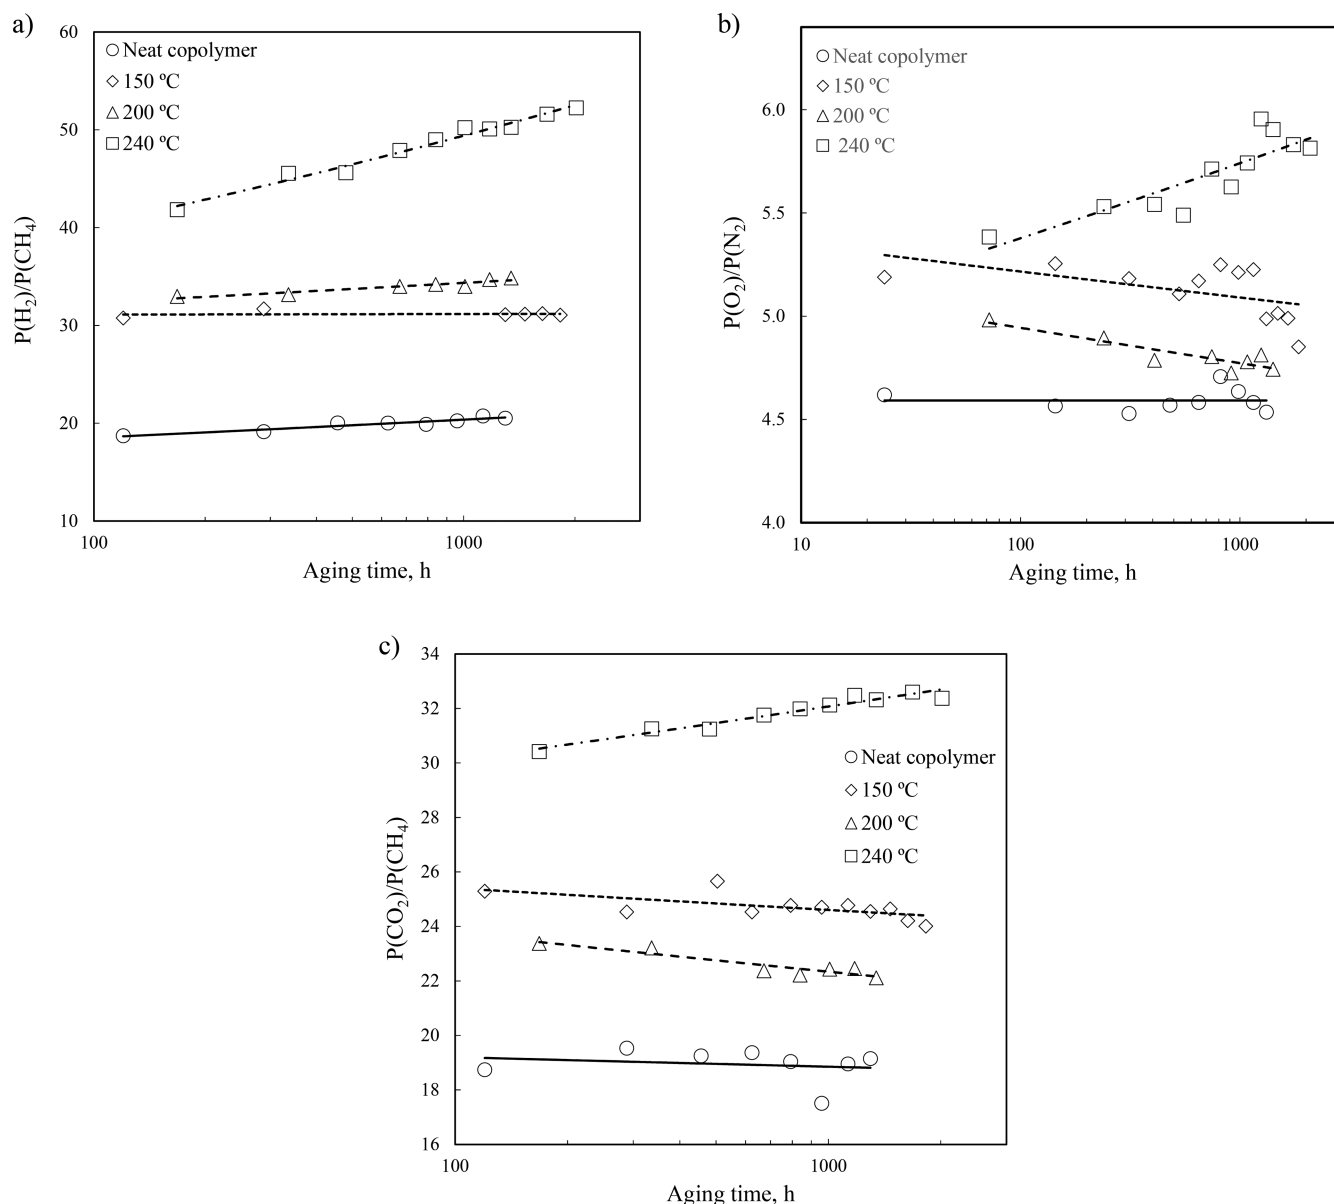 a)
60
50
40
30
20
10
100
1000
P(H₂)/P(CH₄)
Aging time, h
Neat copolymer
150 ºC
200 ºC
240 ºC
b)
6.0
5.5
5.0
4.5
4.0
10
100
1000
P(O₂)/P(N₂)
Aging time, h
Neat copolymer
150 ºC
200 ºC
240 ºC
c)
34
32
30
28
26
24
22
20
18
16
100
1000
P(CO₂)/P(CH₄)
Aging time, h
Neat copolymer
150 ºC
200 ºC
240 ºC